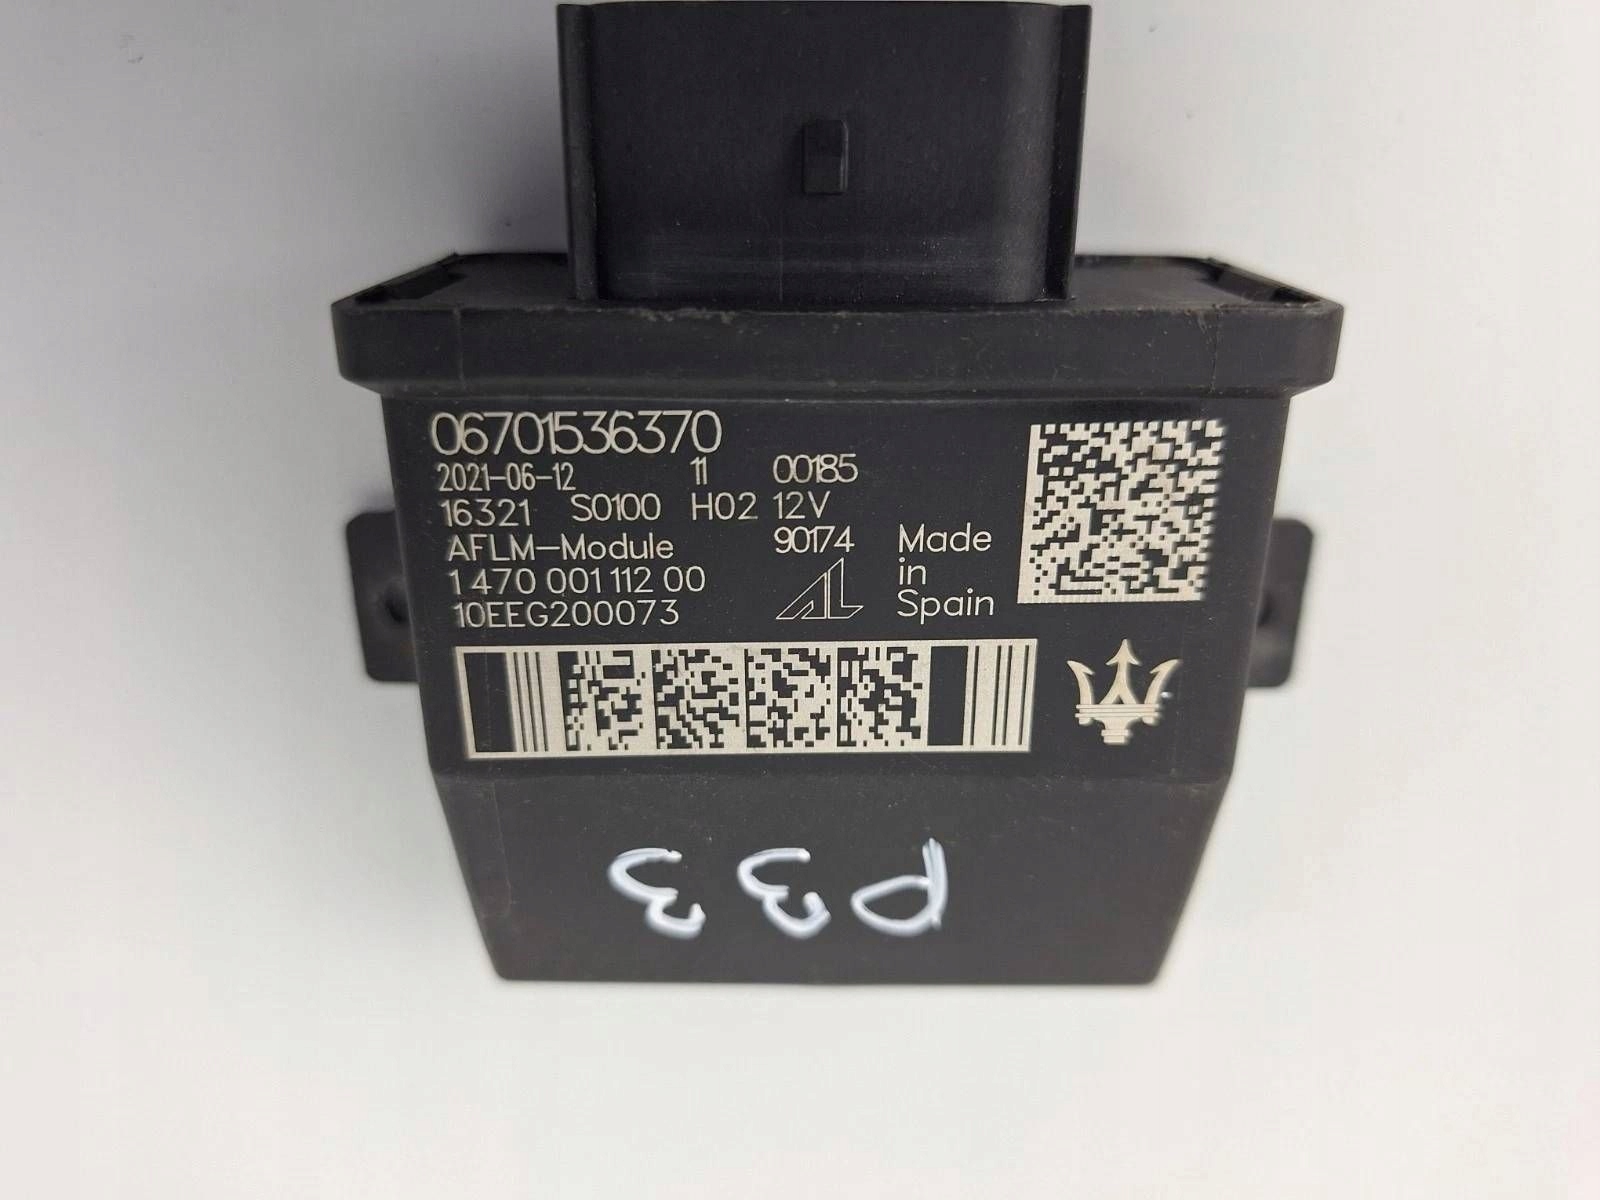 06701536370
2021-06-12 11 00185
16321 S0100 H02 12V
AFLM-Module 90174
1 470 001 112 00 AL
10EEG200073
Made
in
Spain
P33